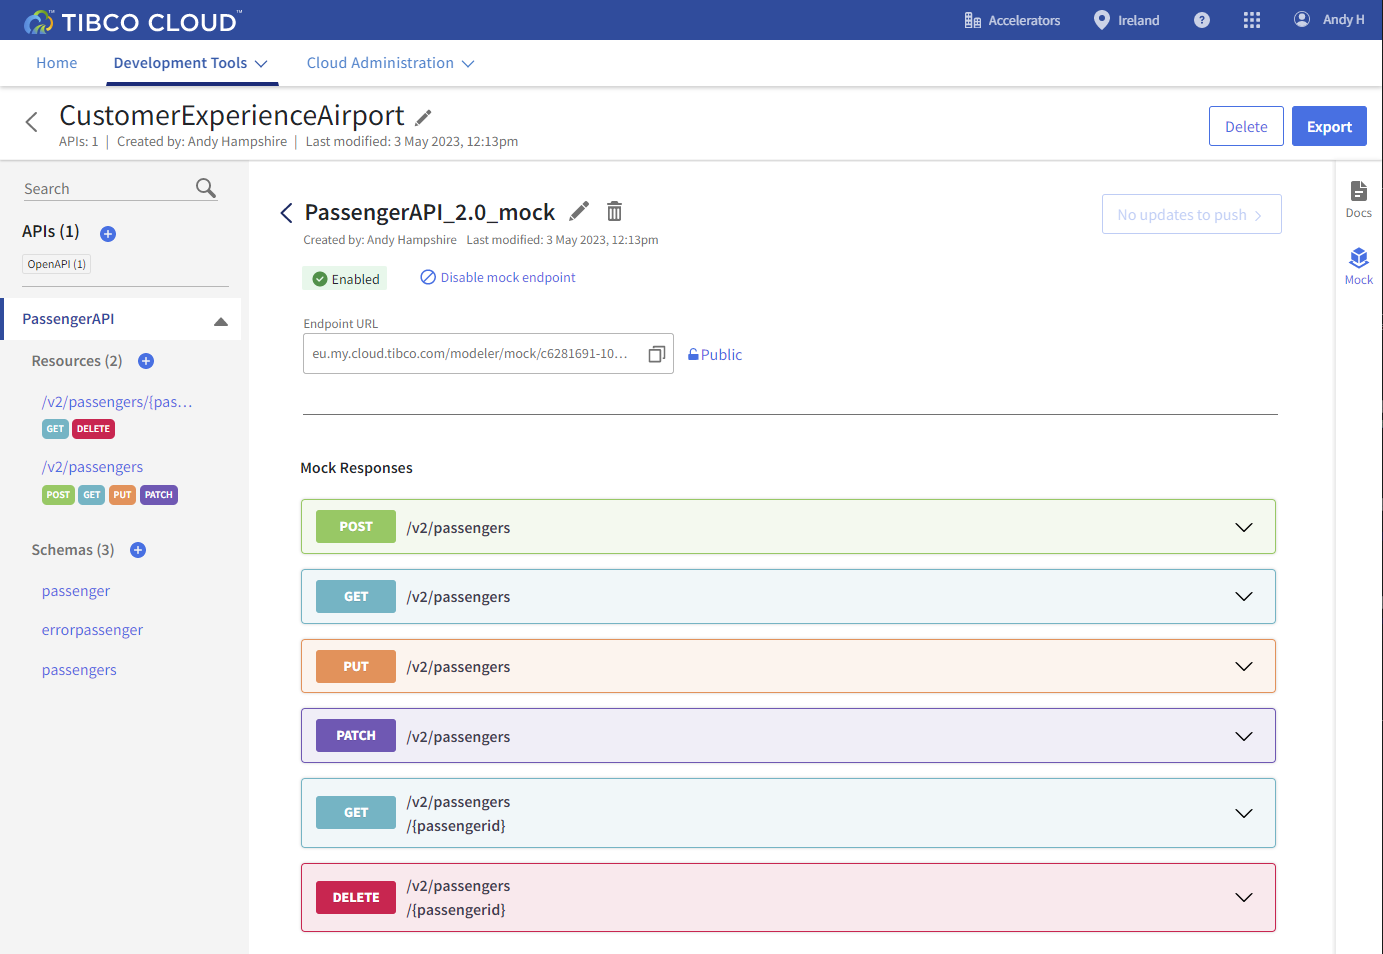 TIBCO CLOUD™
Accelerators
Ireland
?
Andy H
Home
Development Tools
Cloud Administration
CustomerExperienceAirport
APIs: 1 | Created by: Andy Hampshire | Last modified: 3 May 2023, 12:13pm
Delete
Export
Search
APIs (1)
OpenAPI (1)
PassengerAPI
Resources (2)
/v2/passengers/{pas...
GET DELETE
/v2/passengers
POST GET PUT PATCH
Schemas (3)
passenger
errorpassenger
passengers
PassengerAPI_2.0_mock
Created by: Andy Hampshire Last modified: 3 May 2023, 12:13pm
No updates to push
Enabled
Disable mock endpoint
Endpoint URL
eu.my.cloud.tibco.com/modeler/mock/c6281691-10...
Public
Mock Responses
POST /v2/passengers
GET /v2/passengers
PUT /v2/passengers
PATCH /v2/passengers
GET /v2/passengers
/{passengerid}
DELETE /v2/passengers
/{passengerid}
Docs
Mock